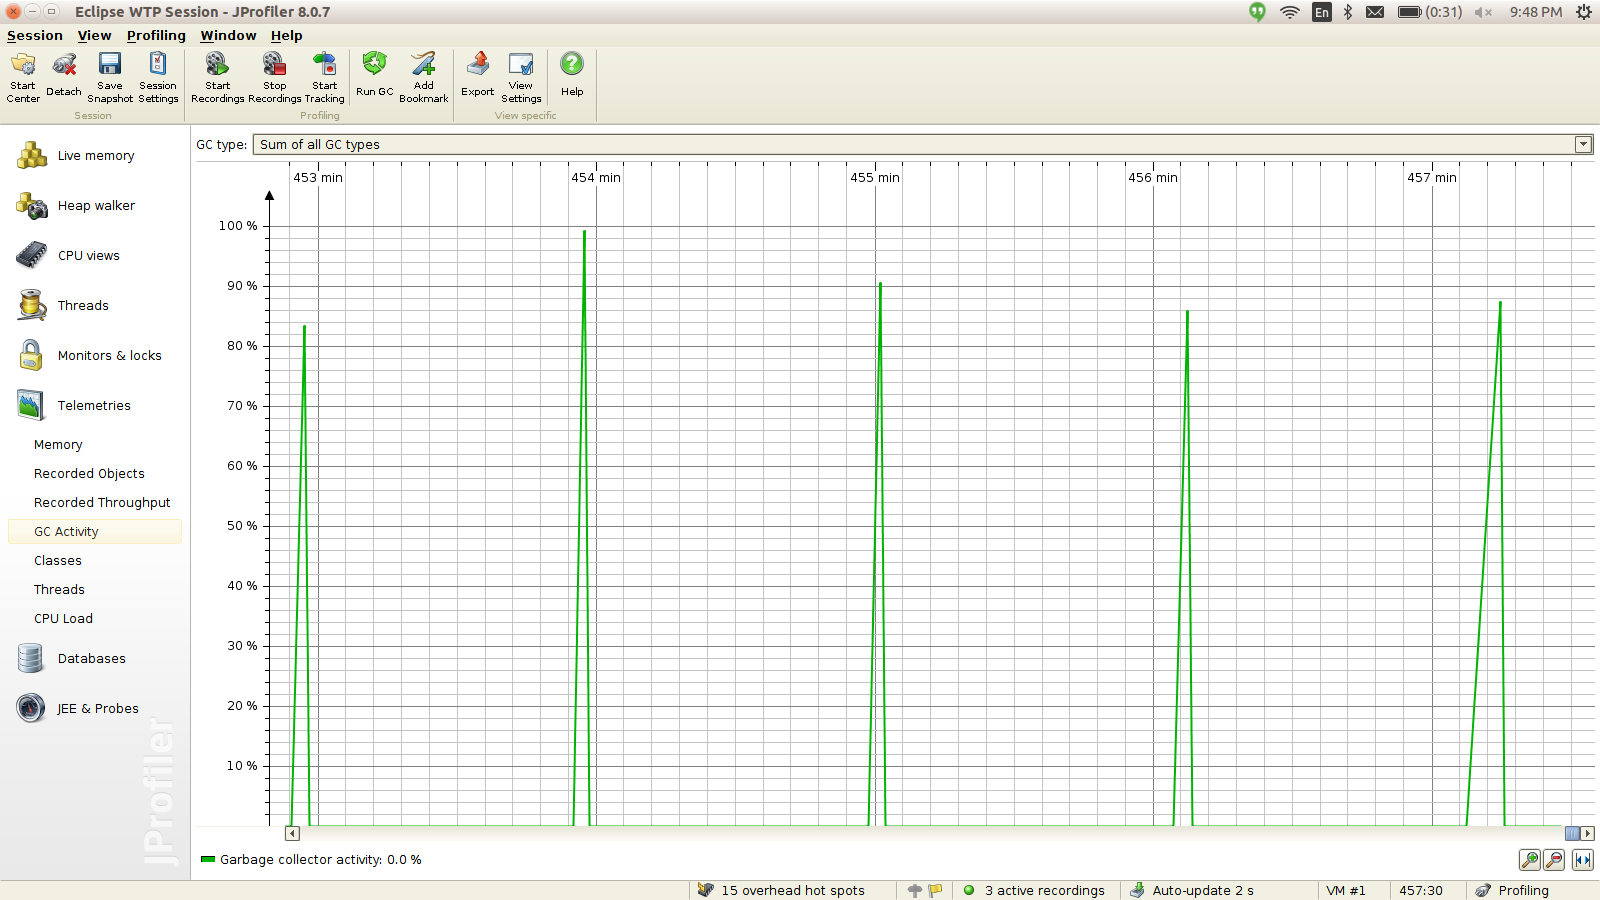 Eclipse WTP Session - JProfiler 8.0.7
En
(0:31)
9:48 PM
Session View Profiling Window Help
Start Center
Detach
Save Snapshot
Session Settings
Start Recordings
Stop Recordings
Start Tracking
Run GC
Add Bookmark
Export
View Settings
Help
Session
Profiling
View specific
Live memory
Heap walker
CPU views
Threads
Monitors & locks
Telemetries
Memory
Recorded Objects
Recorded Throughput
GC Activity
Classes
Threads
CPU Load
Databases
JEE & Probes
JProfiler
GC type: Sum of all GC types
453 min 454 min 455 min 456 min 457 min
100 %
90 %
80 %
70 %
60 %
50 %
40 %
30 %
20 %
10 %
Garbage collector activity: 0.0 %
15 overhead hot spots
3 active recordings
Auto-update 2 s
VM #1
457:30
Profiling